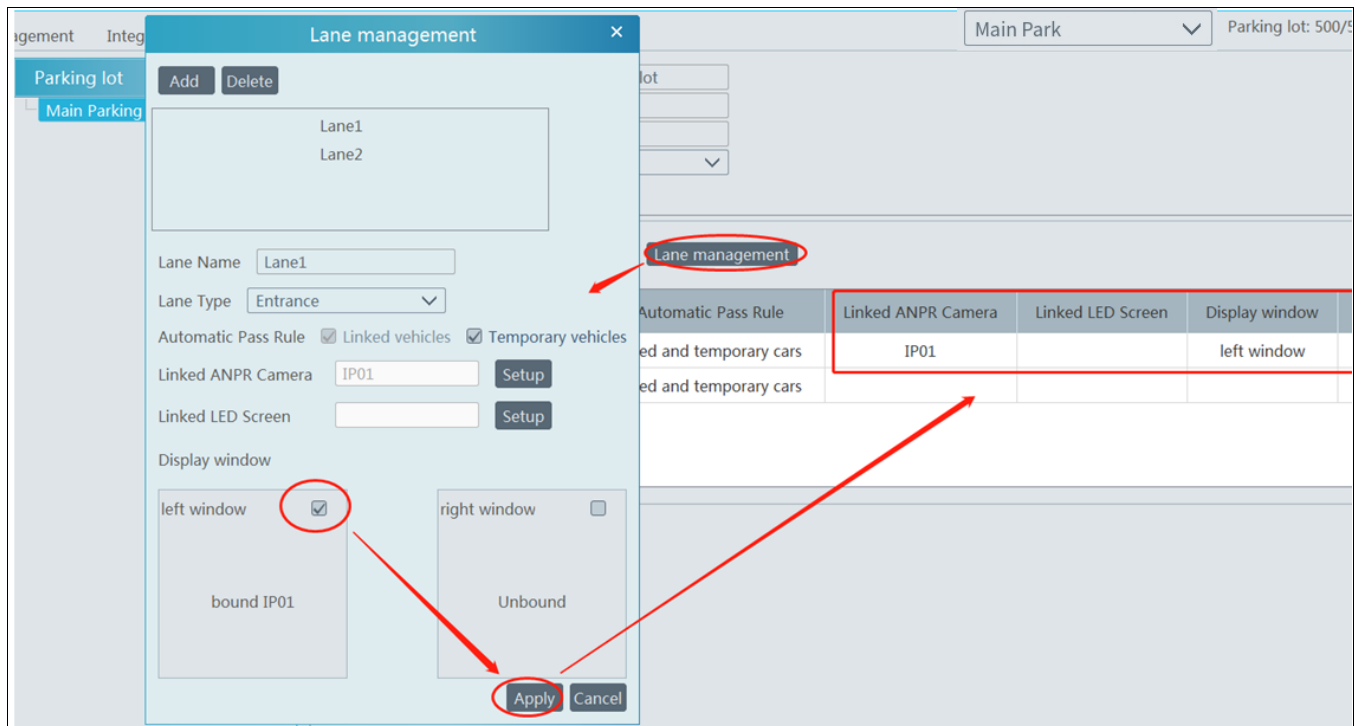 agement Integ
Lane management ×
Main Park
Parking lot: 500/5
Parking lot
Main Parking
Add Delete
lot
Lane1
Lane2
Lane management
Lane Name Lane1
Lane Type Entrance
Automatic Pass Rule Linked vehicles Temporary vehicles
Linked ANPR Camera IP01 Setup
Linked LED Screen Setup
Display window
left window
right window
bound IP01
Unbound
Apply Cancel
Automatic Pass Rule Linked ANPR Camera Linked LED Screen Display window
ed and temporary cars IP01 left window
ed and temporary cars